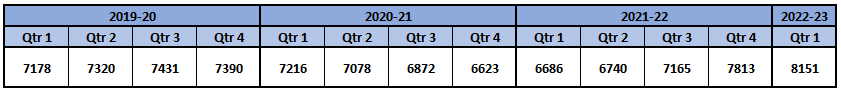 2019-20 2020-21 2021-22 2022-23
Qtr 1 Qtr 2 Qtr 3 Qtr 4 Qtr 1 Qtr 2 Qtr 3 Qtr 4 Qtr 1 Qtr 2 Qtr 3 Qtr 4 Qtr 1
7178 7320 7431 7390 7216 7078 6872 6623 6686 6740 7165 7813 8151